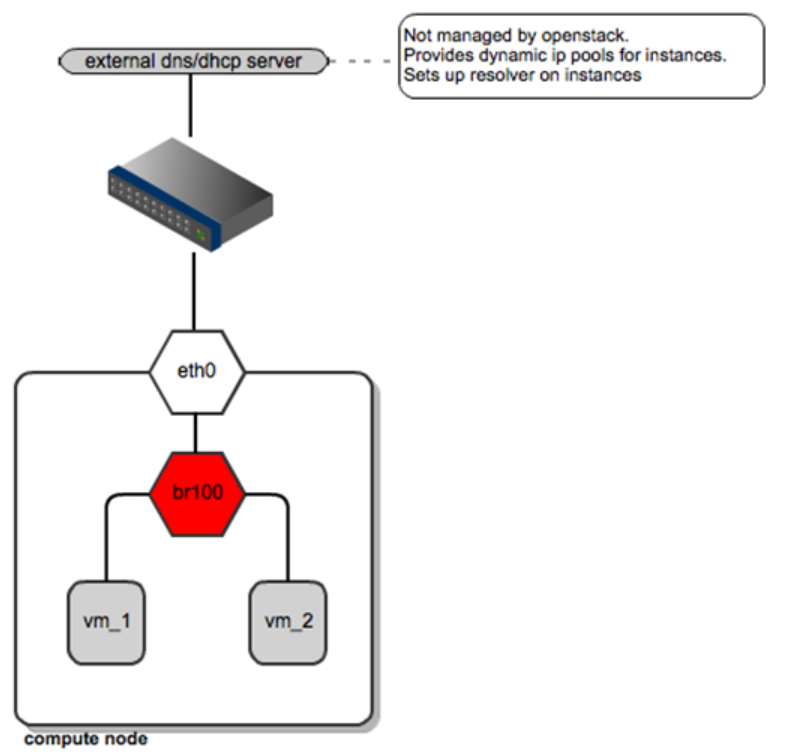 external dns/dhcp server
Not managed by openstack.
Provides dynamic ip pools for instances.
Sets up resolver on instances
eth0
br100
vm_1
vm_2
compute node